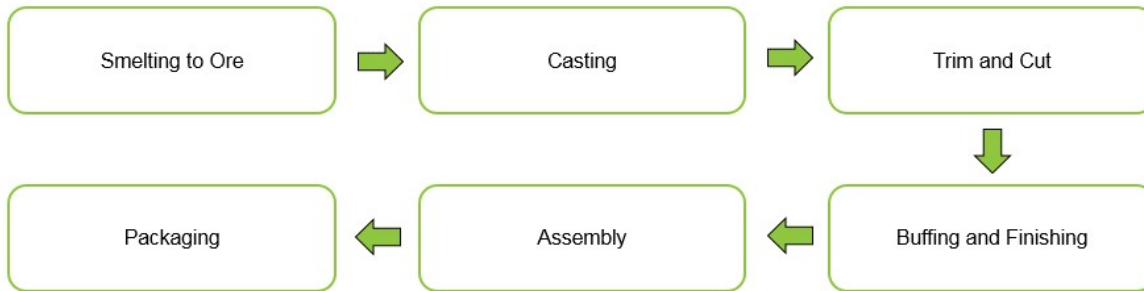 Smelting to Ore
Casting
Trim and Cut
Buffing and Finishing
Assembly
Packaging